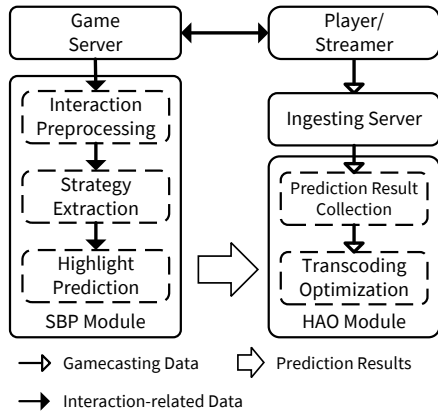 Game
Server
Player/
Streamer
Interaction
Preprocessing
Strategy
Extraction
Highlight
Prediction
SBP Module
Ingesting Server
Prediction Result
Collection
Transcoding
Optimization
HAO Module
Gamecasting Data
Prediction Results
Interaction-related Data